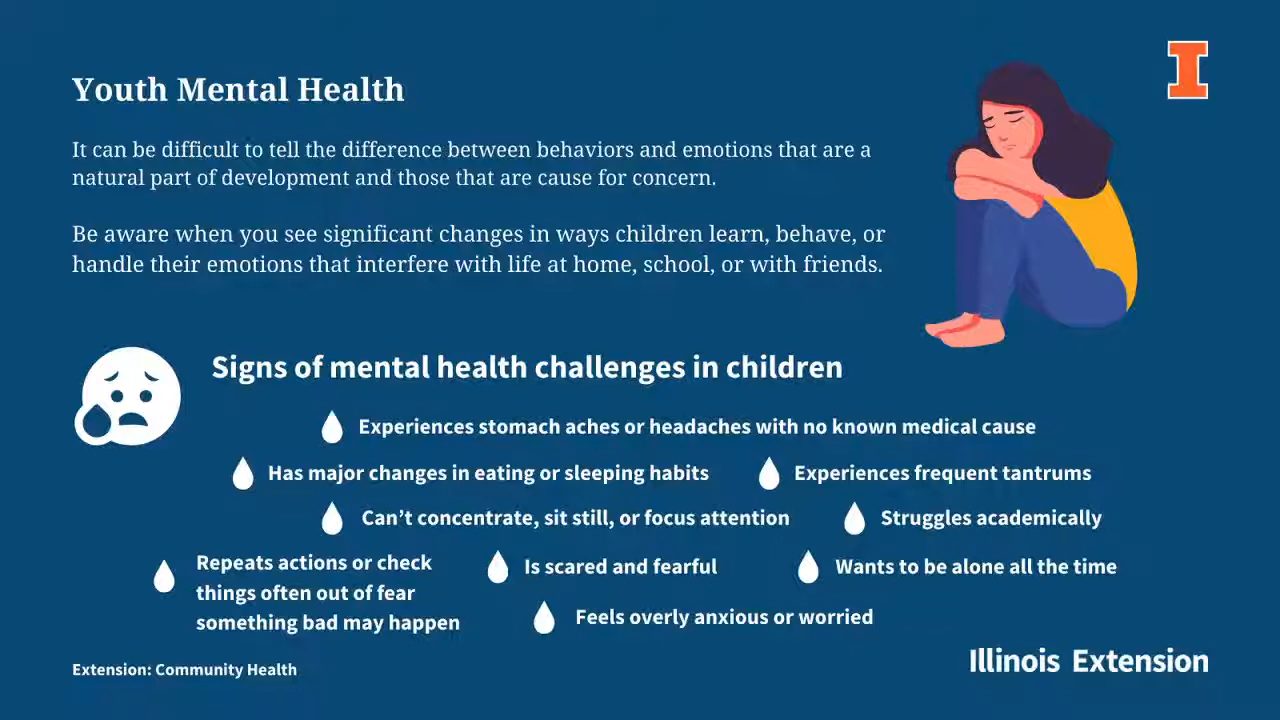 I
Youth Mental Health
It can be difficult to tell the difference between behaviors and emotions that are a
natural part of development and those that are cause for concern.
Be aware when you see significant changes in ways children learn, behave, or
handle their emotions that interfere with life at home, school, or with friends.
Signs of mental health challenges in children
Experiences stomach aches or headaches with no known medical cause
Has major changes in eating or sleeping habits
Experiences frequent tantrums
Can’t concentrate, sit still, or focus attention
Struggles academically
Repeats actions or check
things often out of fear
something bad may happen
Is scared and fearful
Wants to be alone all the time
Feels overly anxious or worried
Extension: Community Health
Illinois Extension